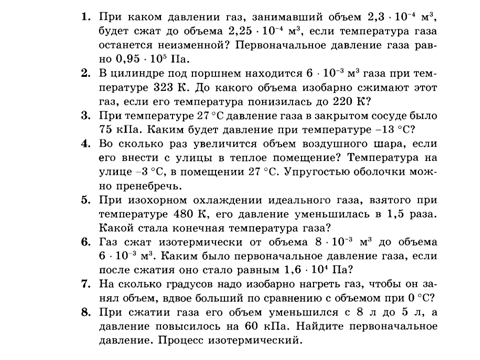 1. При каком давлении газ, занимавший объем 2,3 · 10⁻⁴ м³,
будет сжат до объема 2,25 · 10⁻⁴ м³, если температура газа
останется неизменной? Первоначальное давление газа рав-
но 0,95 · 10⁵ Па.
2. В цилиндре под поршнем находится 6 · 10⁻³ м³ газа при тем-
пературе 323 К. До какого объема изобарно сжимают этот
газ, если его температура понизилась до 220 К?
3. При температуре 27 °С давление газа в закрытом сосуде было
75 кПа. Каким будет давление при температуре –13 °С?
4. Во сколько раз увеличится объем воздушного шара, если
его внести с улицы в теплое помещение? Температура на
улице –3 °С, в помещении 27 °С. Упругостью оболочки мож-
но пренебречь.
5. При изохорном охлаждении идеального газа, взятого при
температуре 480 К, его давление уменьшилась в 1,5 раза.
Какой стала конечная температура газа?
6. Газ сжат изотермически от объема 8 · 10⁻³ м³ до объема
6 · 10⁻³ м³. Каким было первоначальное давление газа, если
после сжатия оно стало равным 1,6 · 10⁴ Па?
7. На сколько градусов надо изобарно нагреть газ, чтобы он за-
нял объем, вдвое больший по сравнению с объемом при 0 °С?
8. При сжатии газа его объем уменьшился с 8 л до 5 л, а
давление повысилось на 60 кПа. Найдите первоначальное
давление. Процесс изотермический.